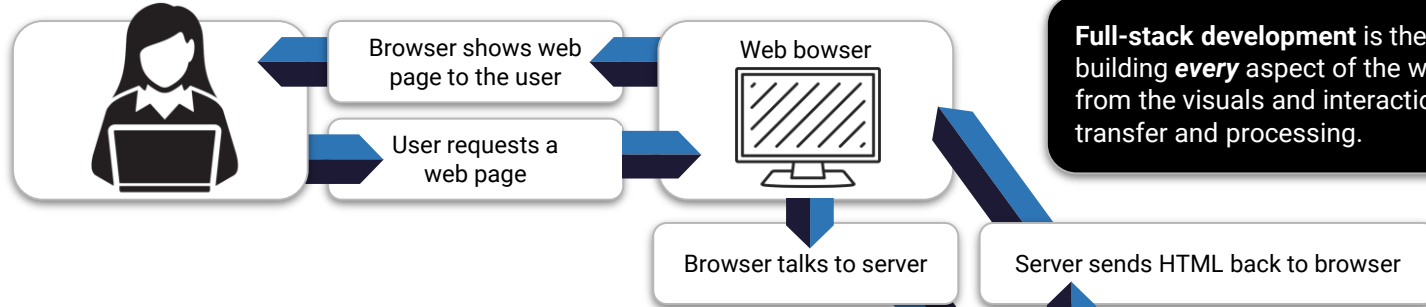 Browser shows web
page to the user
User requests a
web page
Web bowser
Full-stack development is the
building every aspect of the w
from the visuals and interactio
transfer and processing.
Browser talks to server
Server sends HTML back to browser